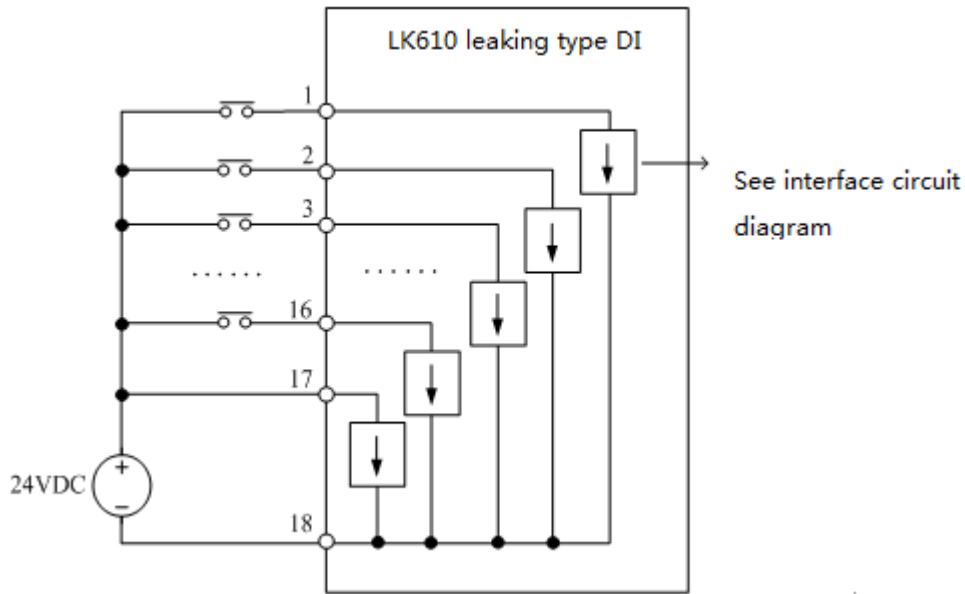 LK610 leaking type DI
1
2
3
......
......
16
17
24VDC
+
−
18
See interface circuit
diagram